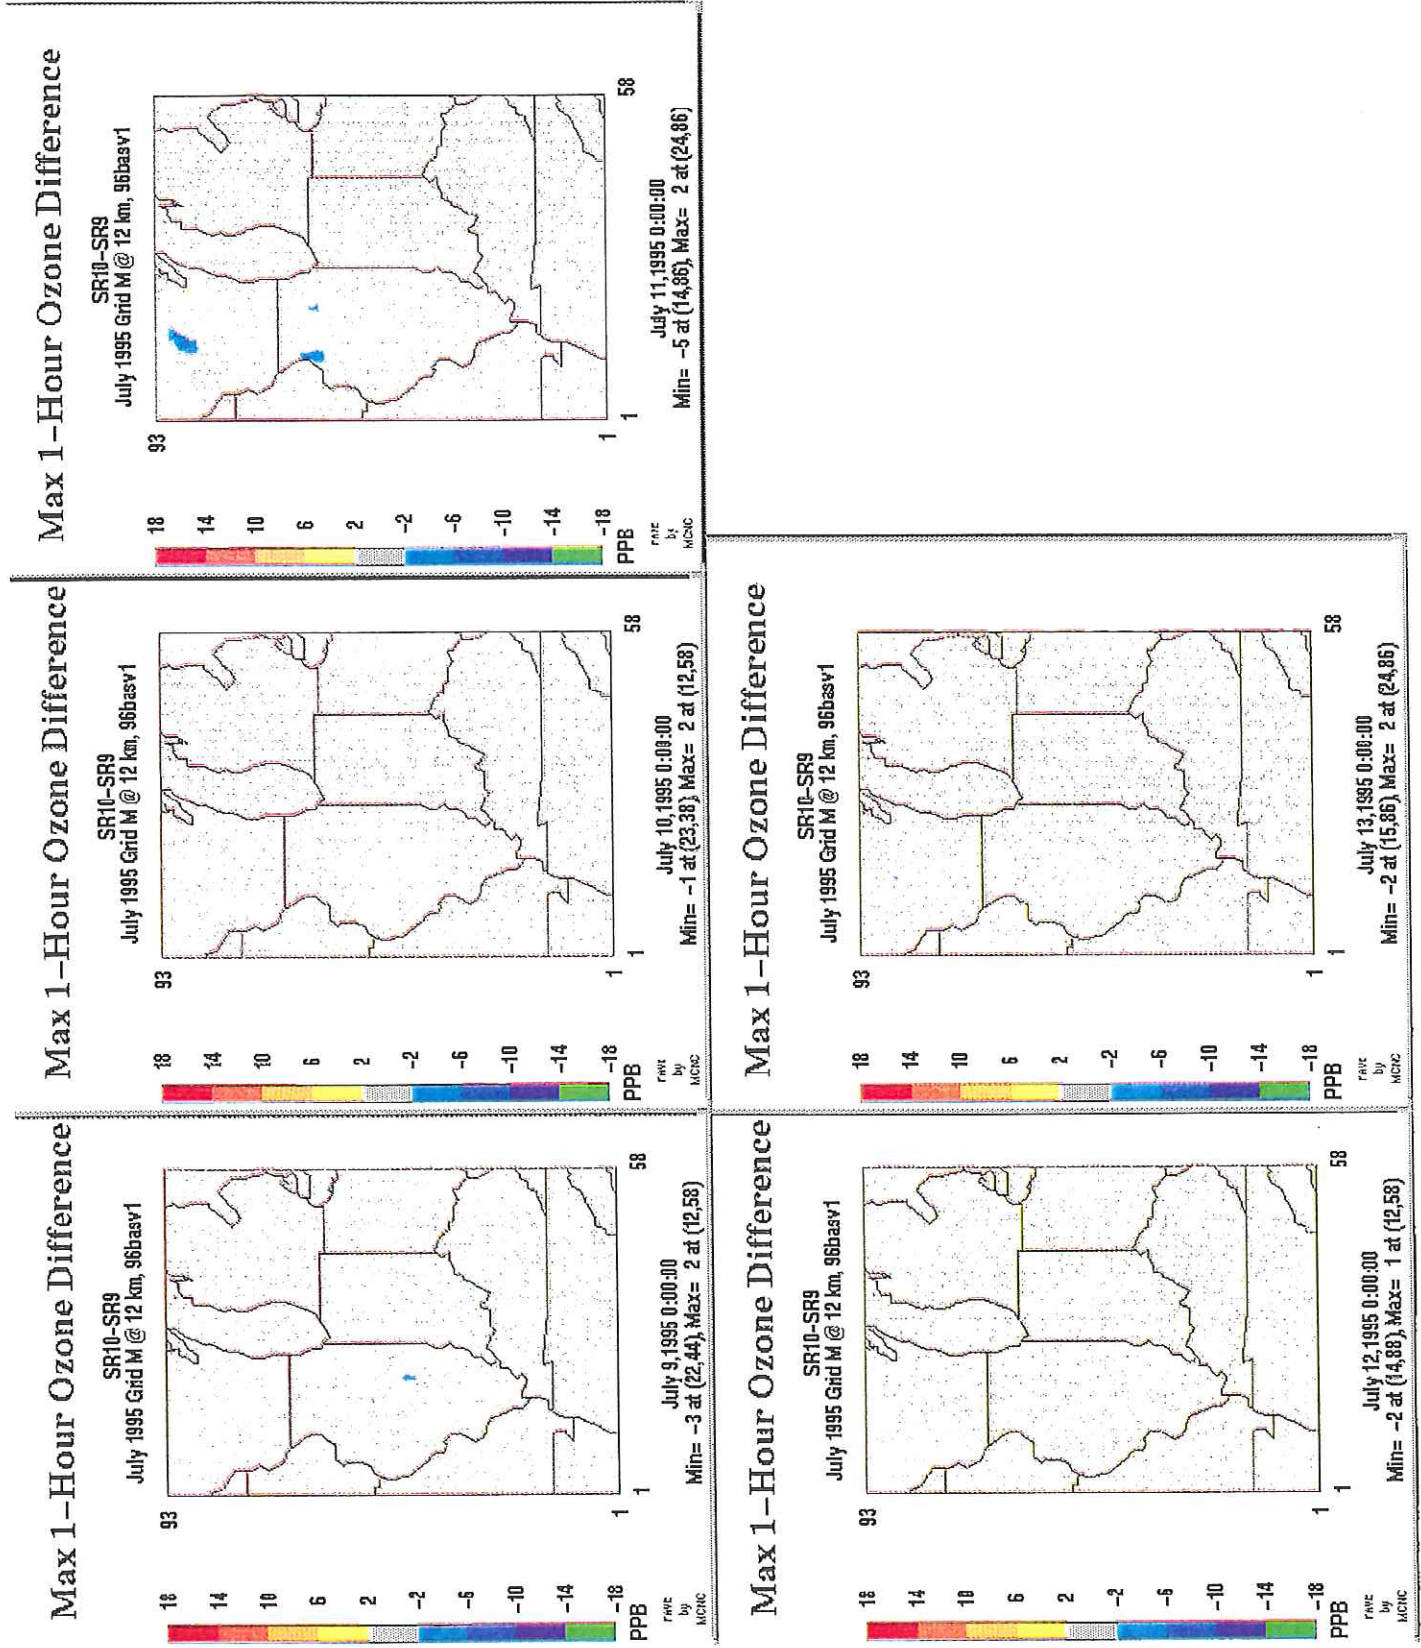 Max 1-Hour Ozone Difference
SR10-SR9
July 1995 Grid M @ 12 km, 96basv1
18
14
10
6
2
-2
-6
-10
-14
-18
PPB
by
MCNC
93
1
1
58
July 9,1995 0:00:00
Min= -3 at (22,44), Max= 2 at (12,58)
Max 1-Hour Ozone Difference
SR10-SR9
July 1995 Grid M @ 12 km, 96basv1
18
14
10
6
2
-2
-6
-10
-14
-18
PPB
by
MCNC
93
1
1
58
July 10,1995 0:00:00
Min= -1 at (23,39), Max= 2 at (12,58)
Max 1-Hour Ozone Difference
SR10-SR9
July 1995 Grid M @ 12 km, 96basv1
18
14
10
6
2
-2
-6
-10
-14
-18
PPB
by
MCNC
93
1
1
58
July 11,1995 0:00:00
Min= -5 at (14,86), Max= 2 at (24,86)
Max 1-Hour Ozone Difference
SR10-SR9
July 1995 Grid M @ 12 km, 96basv1
18
14
10
6
2
-2
-6
-10
-14
-18
PPB
by
MCNC
93
1
1
58
July 12,1995 0:00:00
Min= -2 at (14,88), Max= 1 at (12,58)
Max 1-Hour Ozone Difference
SR10-SR9
July 1995 Grid M @ 12 km, 96basv1
18
14
10
6
2
-2
-6
-10
-14
-18
PPB
by
MCNC
93
1
1
58
July 13,1995 0:00:00
Min= -2 at (15,86), Max= 2 at (24,86)